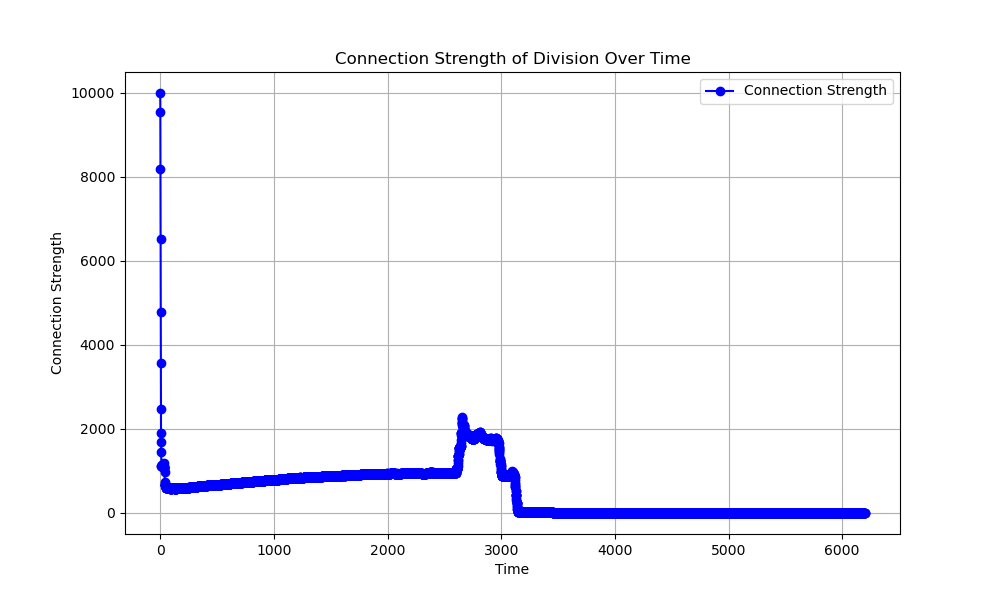 Connection Strength of Division Over Time
Connection Strength
10000
8000
6000
4000
2000
0
Connection Strength
0 1000 2000 3000 4000 5000 6000
Time